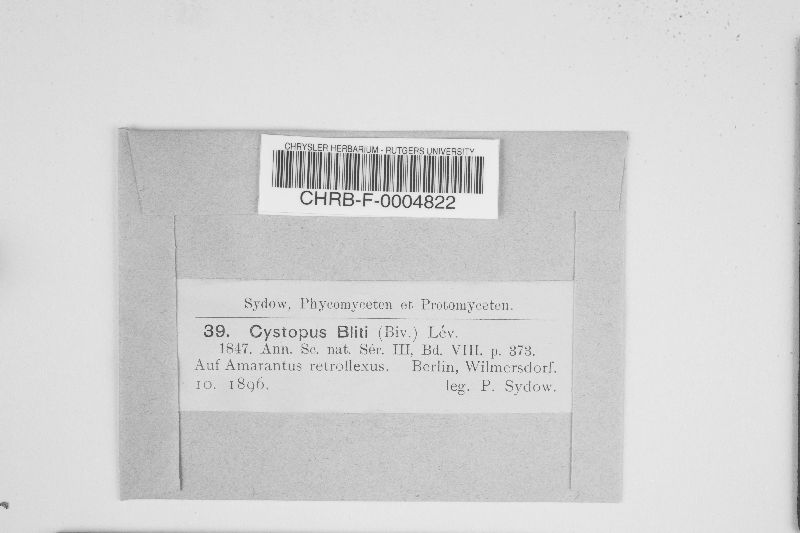 CHRYSLER HERBARIUM - RUTGERS UNIVERSITY
CHRB-F-0004822
Sydow, Phycomyceten et Protomyceten.
39. Cystopus Bliti (Biv.) Lév.
1847. Ann. Sc. nat. Sér. III, Bd. VIII. p. 373.
Auf Amarantus retroflexus. Berlin, Wilmersdorf.
10. 1896. leg. P. Sydow.